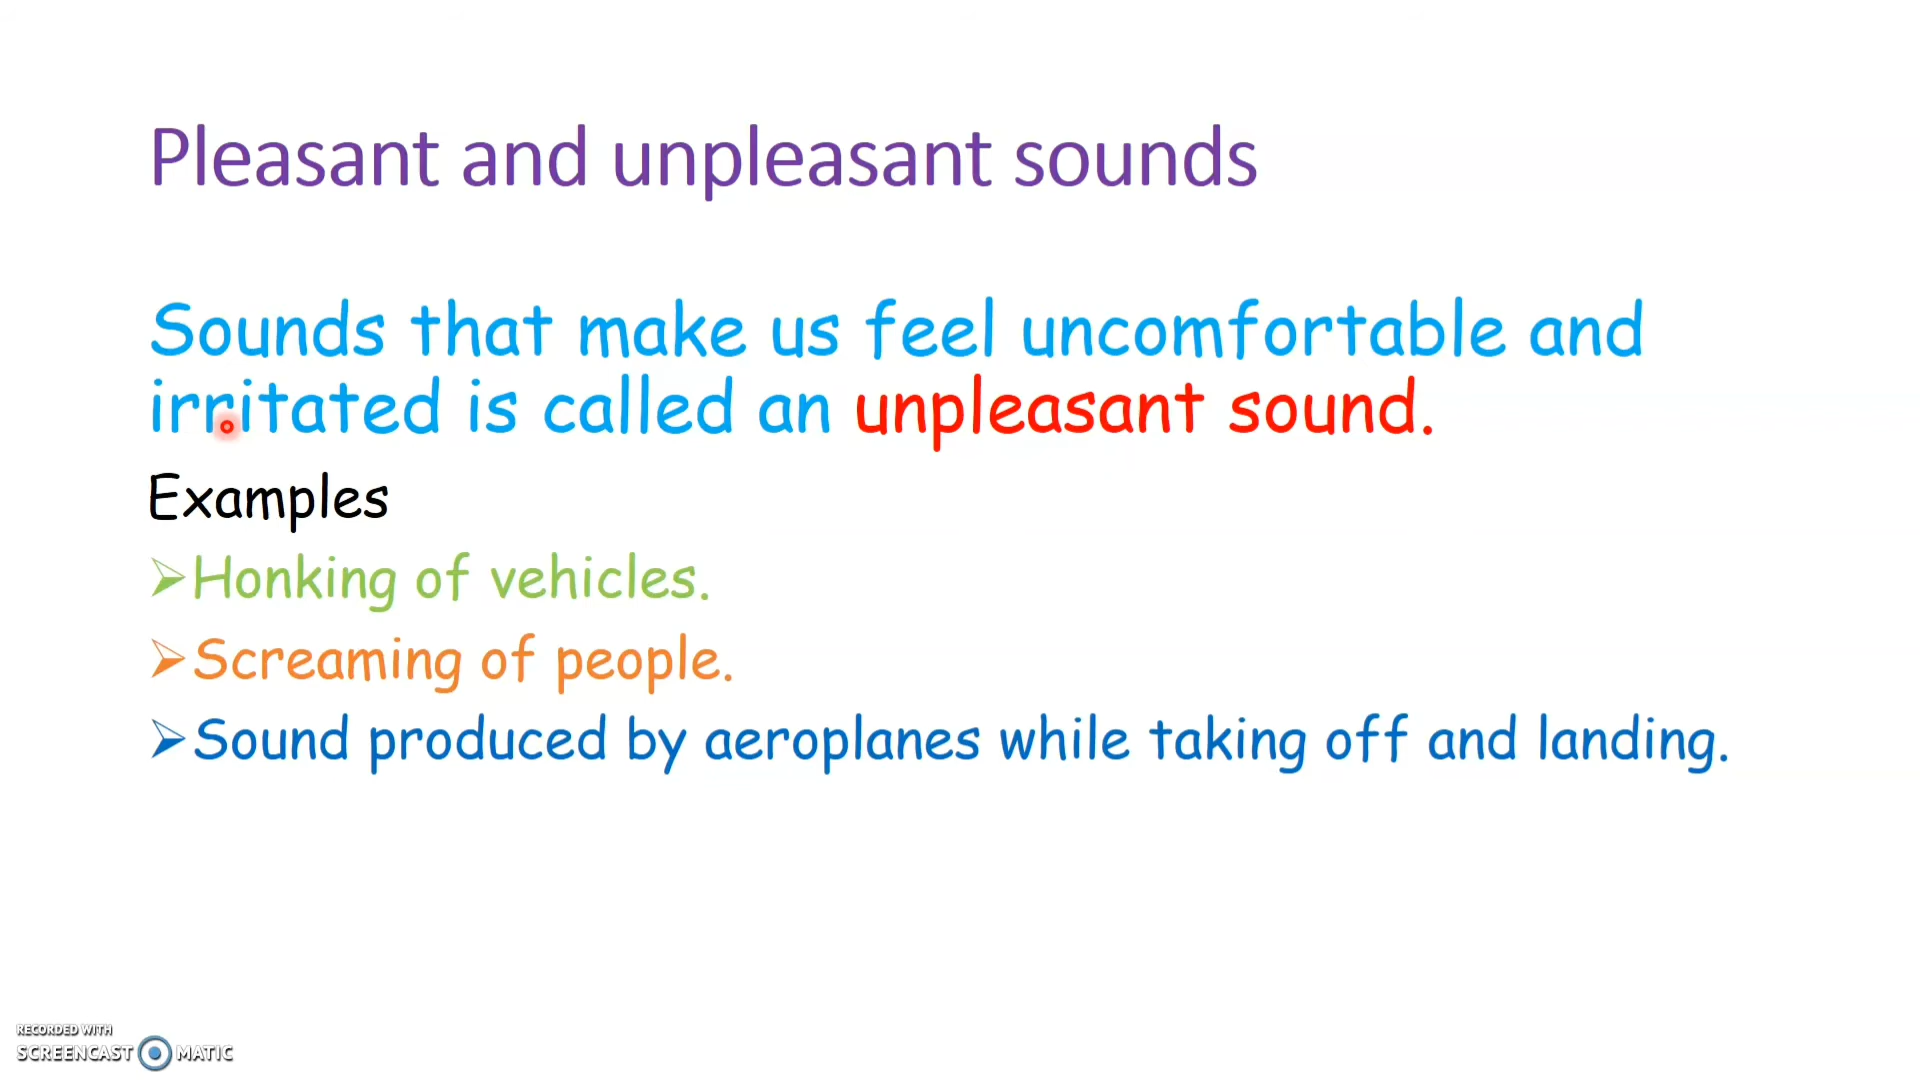 Pleasant and unpleasant sounds
Sounds that make us feel uncomfortable and
irritated is called an unpleasant sound.
Examples
➢Honking of vehicles.
➢Screaming of people.
➢Sound produced by aeroplanes while taking off and landing.
RECORDED WITH
SCREENCAST MATIC